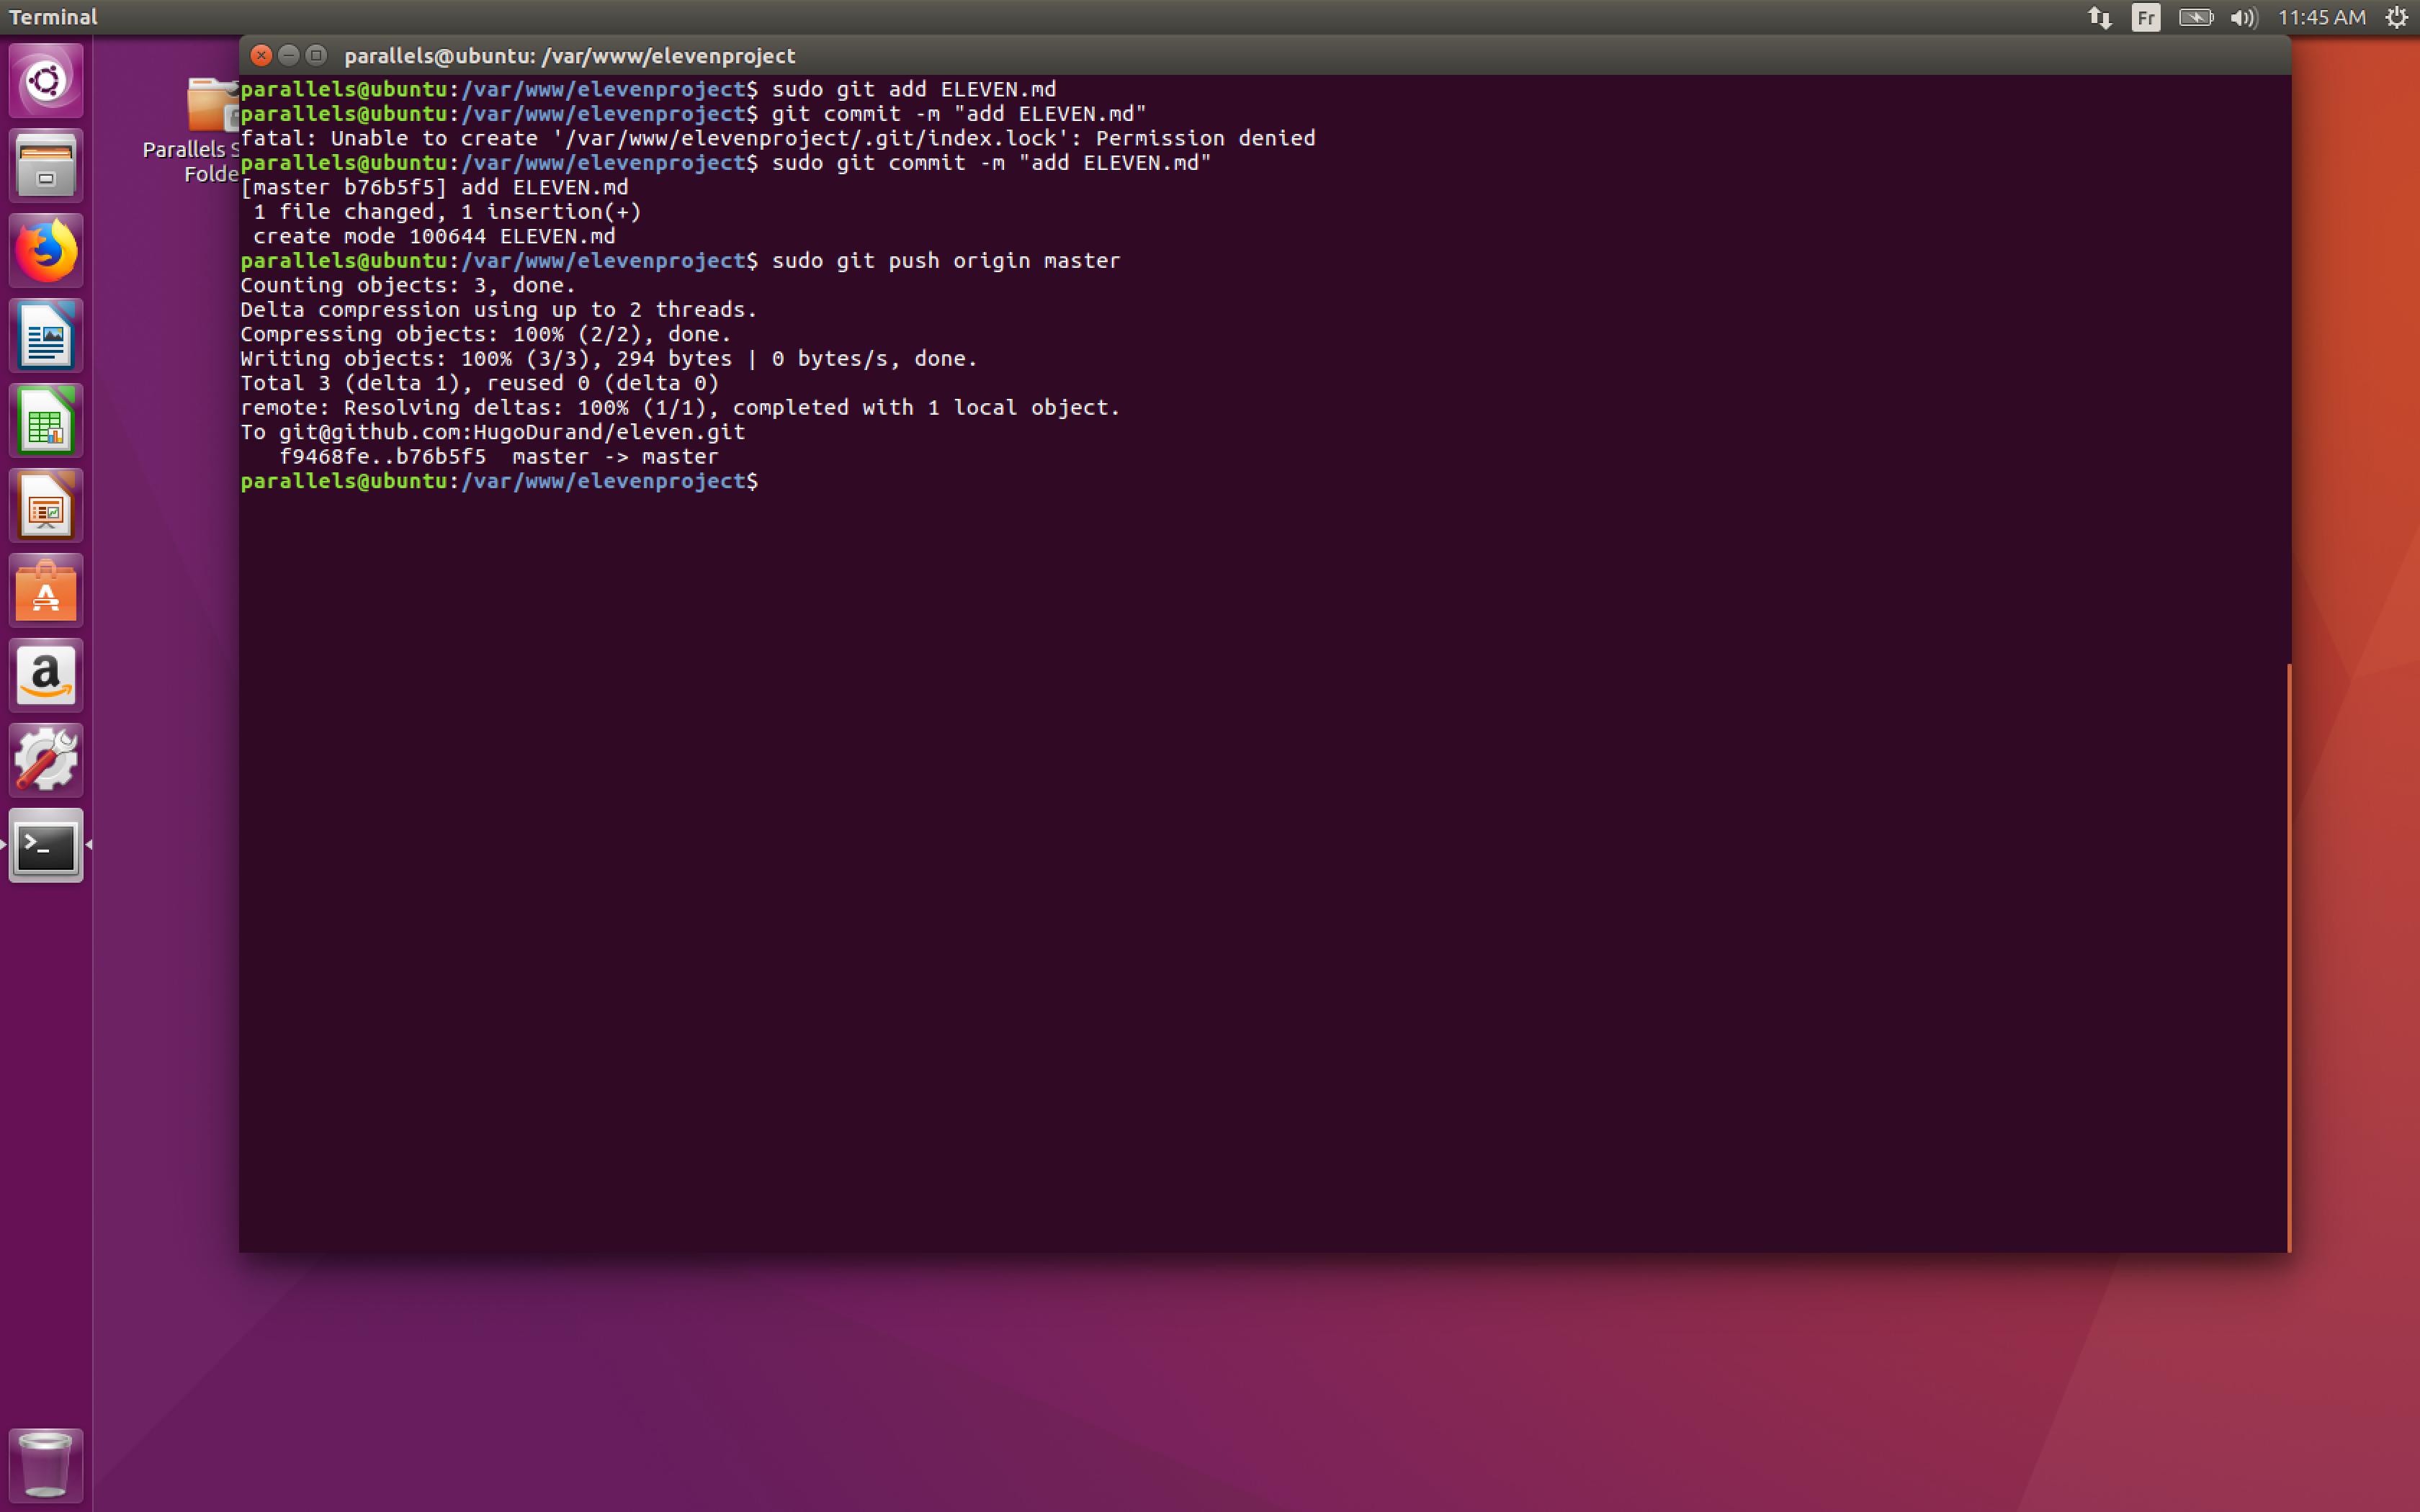 Terminal
Fr
11:45 AM
Parallels S
Folde
parallels@ubuntu: /var/www/elevenproject
parallels@ubuntu:/var/www/elevenproject$ sudo git add ELEVEN.md
parallels@ubuntu:/var/www/elevenproject$ git commit -m "add ELEVEN.md"
fatal: Unable to create '/var/www/elevenproject/.git/index.lock': Permission denied
parallels@ubuntu:/var/www/elevenproject$ sudo git commit -m "add ELEVEN.md"
[master b76b5f5] add ELEVEN.md
 1 file changed, 1 insertion(+)
 create mode 100644 ELEVEN.md
parallels@ubuntu:/var/www/elevenproject$ sudo git push origin master
Counting objects: 3, done.
Delta compression using up to 2 threads.
Compressing objects: 100% (2/2), done.
Writing objects: 100% (3/3), 294 bytes | 0 bytes/s, done.
Total 3 (delta 1), reused 0 (delta 0)
remote: Resolving deltas: 100% (1/1), completed with 1 local object.
To git@github.com:HugoDurand/eleven.git
   f9468fe..b76b5f5  master -> master
parallels@ubuntu:/var/www/elevenproject$